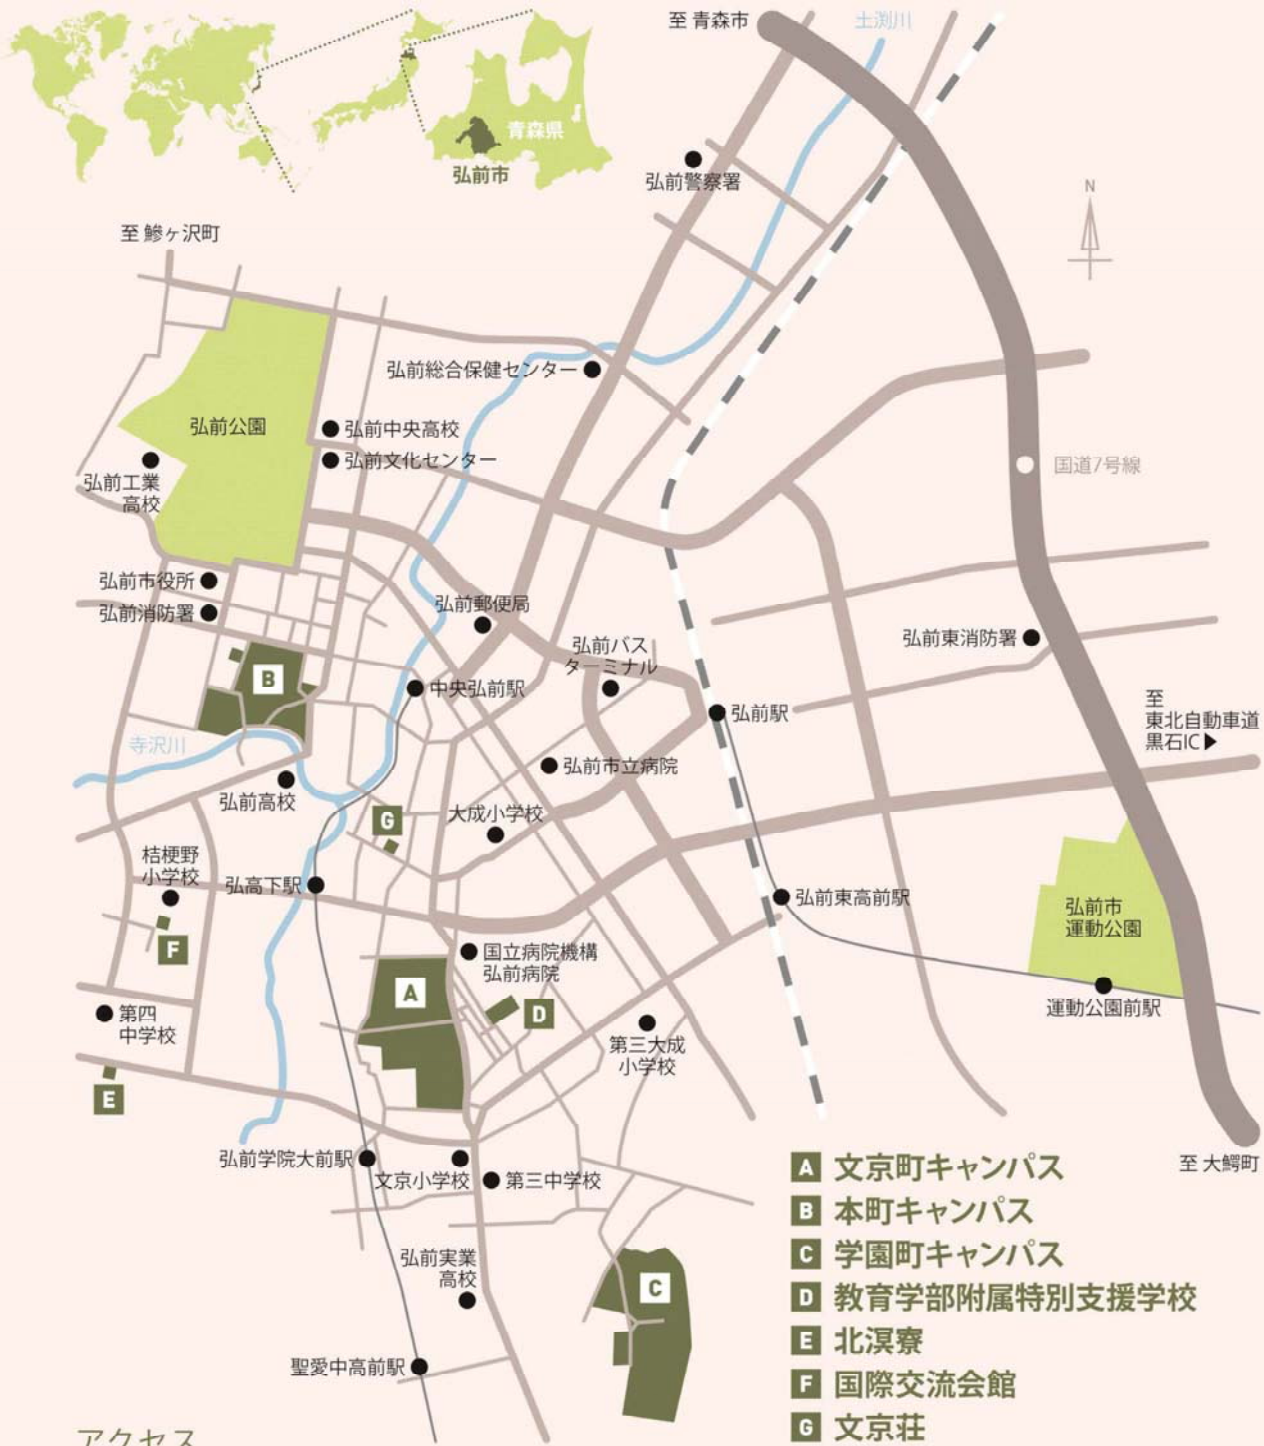 至 青森市
土渕川
青森県
弘前市
弘前警察署
N
至 鰺ヶ沢町
弘前総合保健センター
弘前公園
弘前中央高校
弘前文化センター
弘前工業
高校
国道7号線
弘前市役所
弘前消防署
弘前郵便局
弘前バス
ターミナル
弘前東消防署
B
中央弘前駅
弘前駅
至
東北自動車道
黒石IC▶
寺沢川
弘前市立病院
弘前高校
G
大成小学校
桔梗野
小学校
弘高下駅
弘前東高前駅
弘前市
運動公園
F
国立病院機構
弘前病院
A
D
第四
中学校
運動公園前駅
第三大成
小学校
E
弘前学院大前駅
文京小学校
第三中学校
至 大鰐町
弘前実業
高校
C
聖愛中高前駅
A 文京町キャンパス
B 本町キャンパス
C 学園町キャンパス
D 教育学部附属特別支援学校
E 北溟寮
F 国際交流会館
G 文京荘
アクセス